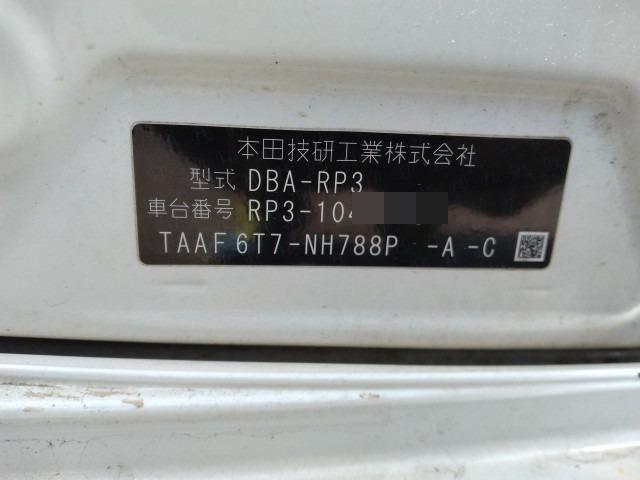 本田技研工業株式会社
型式 DBA-RP3
車台番号 RP3-104
TAAF 6T7-NH788P -A -C